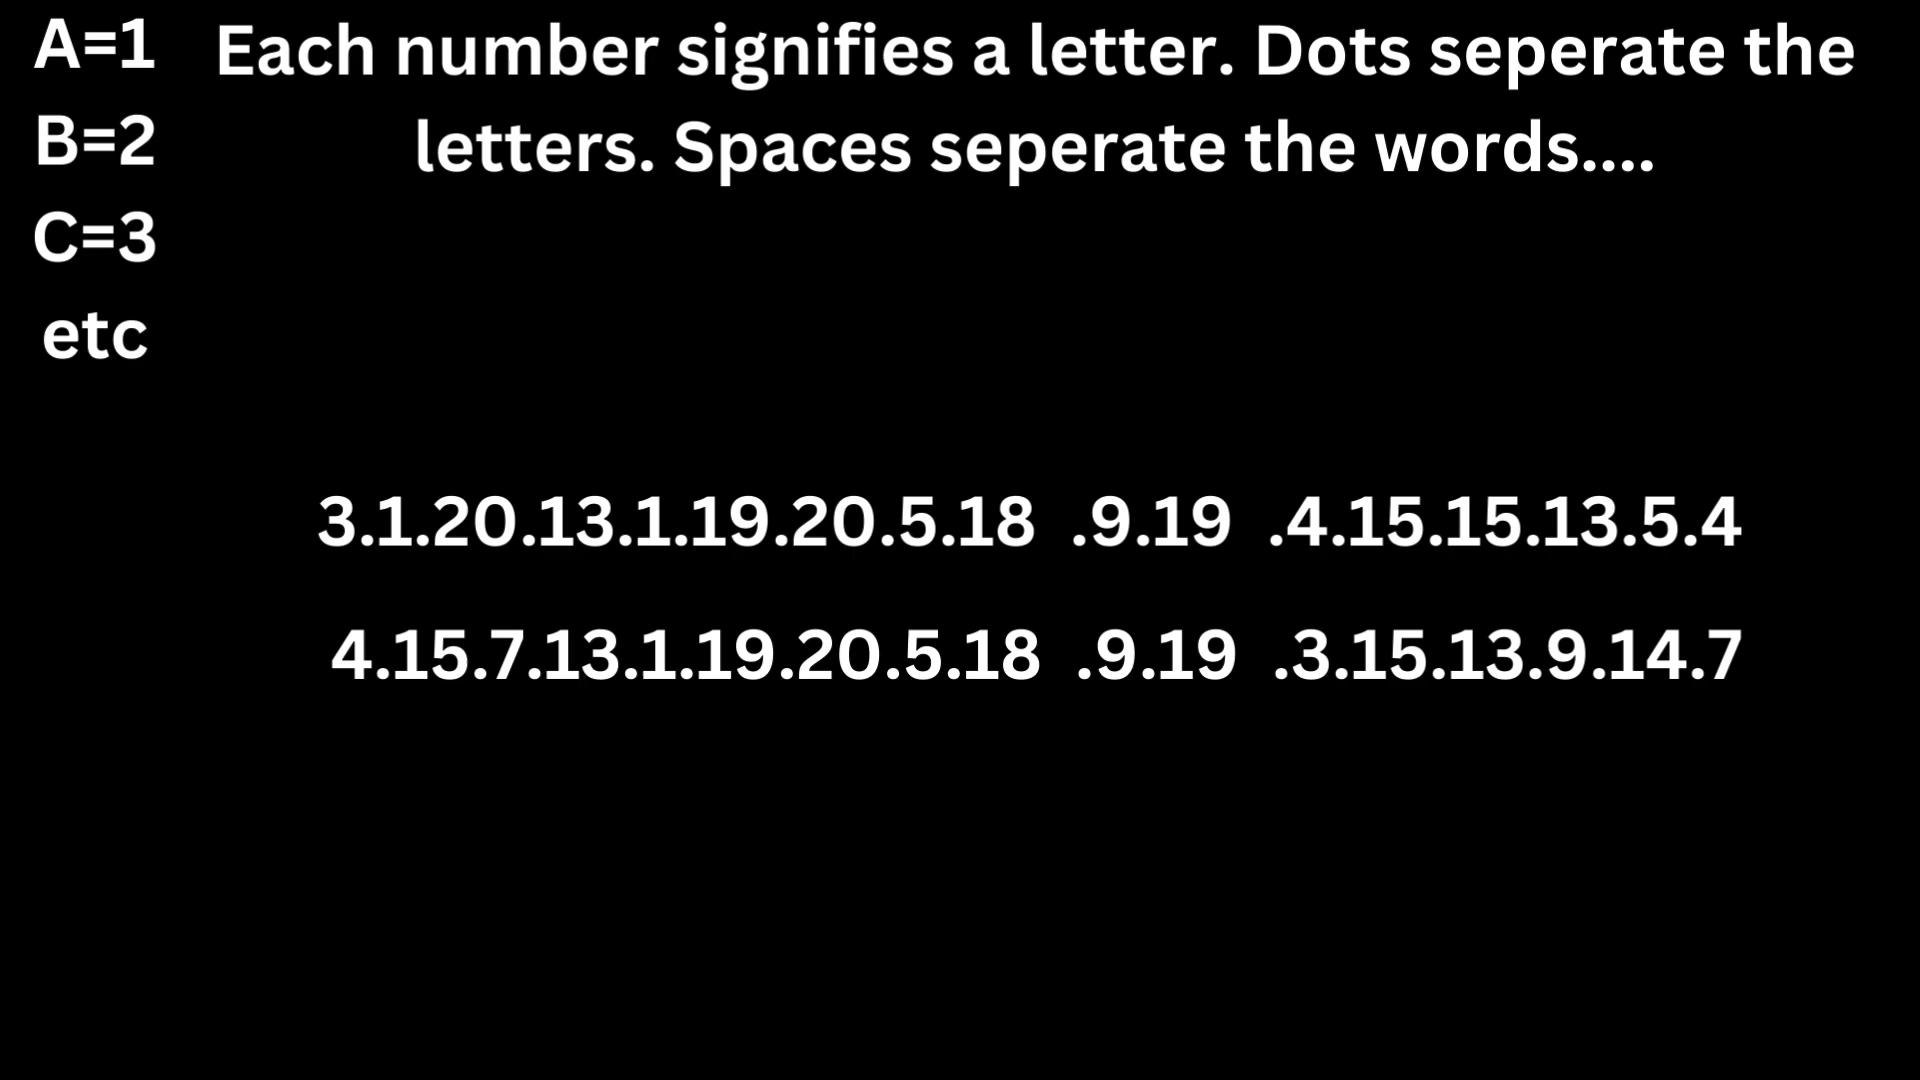 A=1
B=2
C=3
etc
Each number signifies a letter. Dots seperate the
letters. Spaces seperate the words....
3.1.20.13.1.19.20.5.18 .9.19 .4.15.15.13.5.4
4.15.7.13.1.19.20.5.18 .9.19 .3.15.13.9.14.7